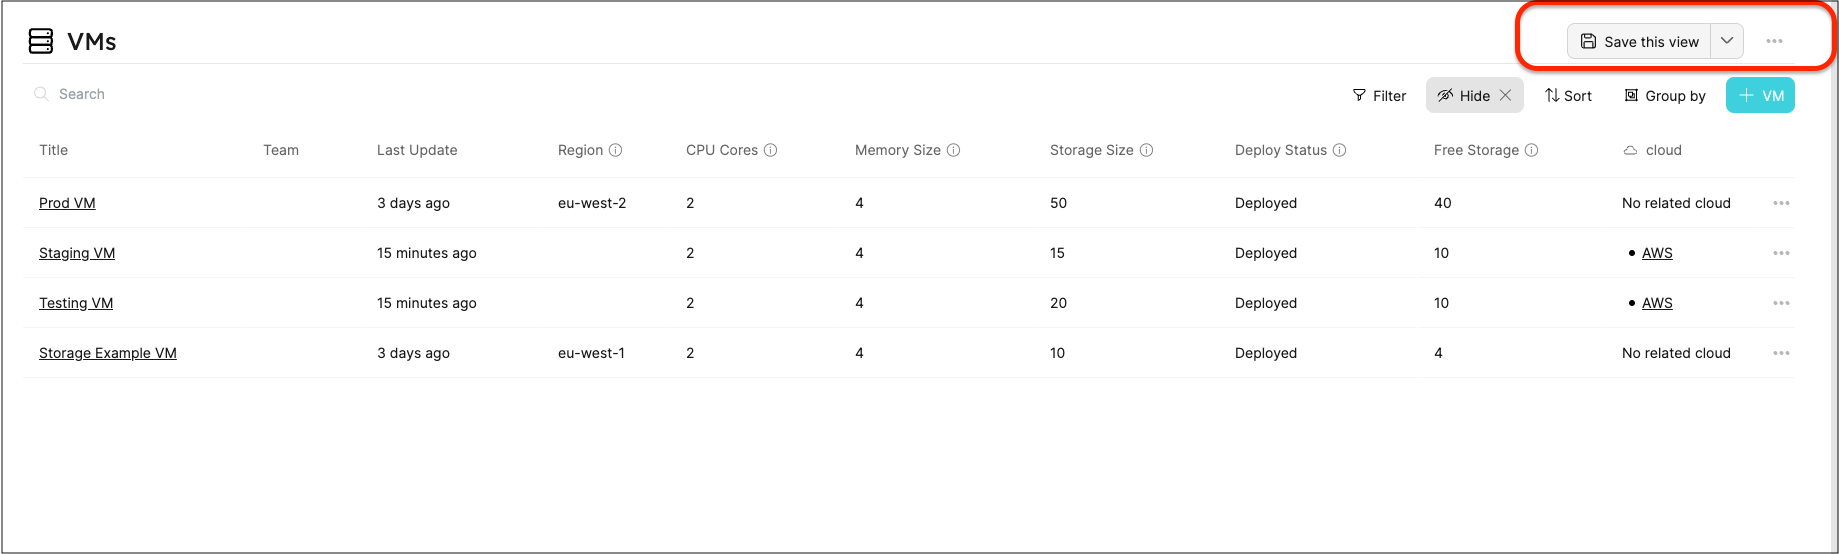 VMs
Save this view
Search
Filter Hide Sort Group by VM
Title Team Last Update Region CPU Cores Memory Size Storage Size Deploy Status Free Storage cloud
Prod VM 3 days ago eu-west-2 2 4 50 Deployed 40 No related cloud
Staging VM 15 minutes ago 2 4 15 Deployed 10 AWS
Testing VM 15 minutes ago 2 4 20 Deployed 10 AWS
Storage Example VM 3 days ago eu-west-1 2 4 10 Deployed 4 No related cloud